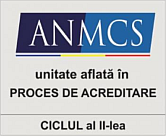 ANMCS
unitate aflată în
PROCES DE ACREDITARE
CICLUL al II-lea